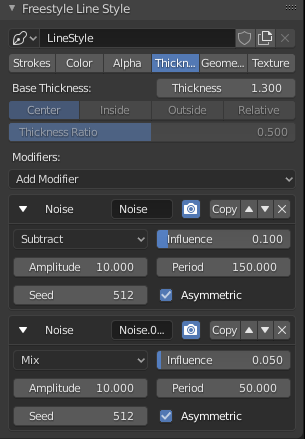 Freestyle Line Style
LineStyle
Strokes Color Alpha Thickn... Geome... Texture
Base Thickness: Thickness 1.300
Center Inside Outside Relative
Thickness Ratio 0.500
Modifiers:
Add Modifier
Noise Noise Copy
Subtract Influence 0.100
Amplitude 10.000 Period 150.000
Seed 512 Asymmetric
Noise Noise.0... Copy
Mix Influence 0.050
Amplitude 10.000 Period 50.000
Seed 512 Asymmetric